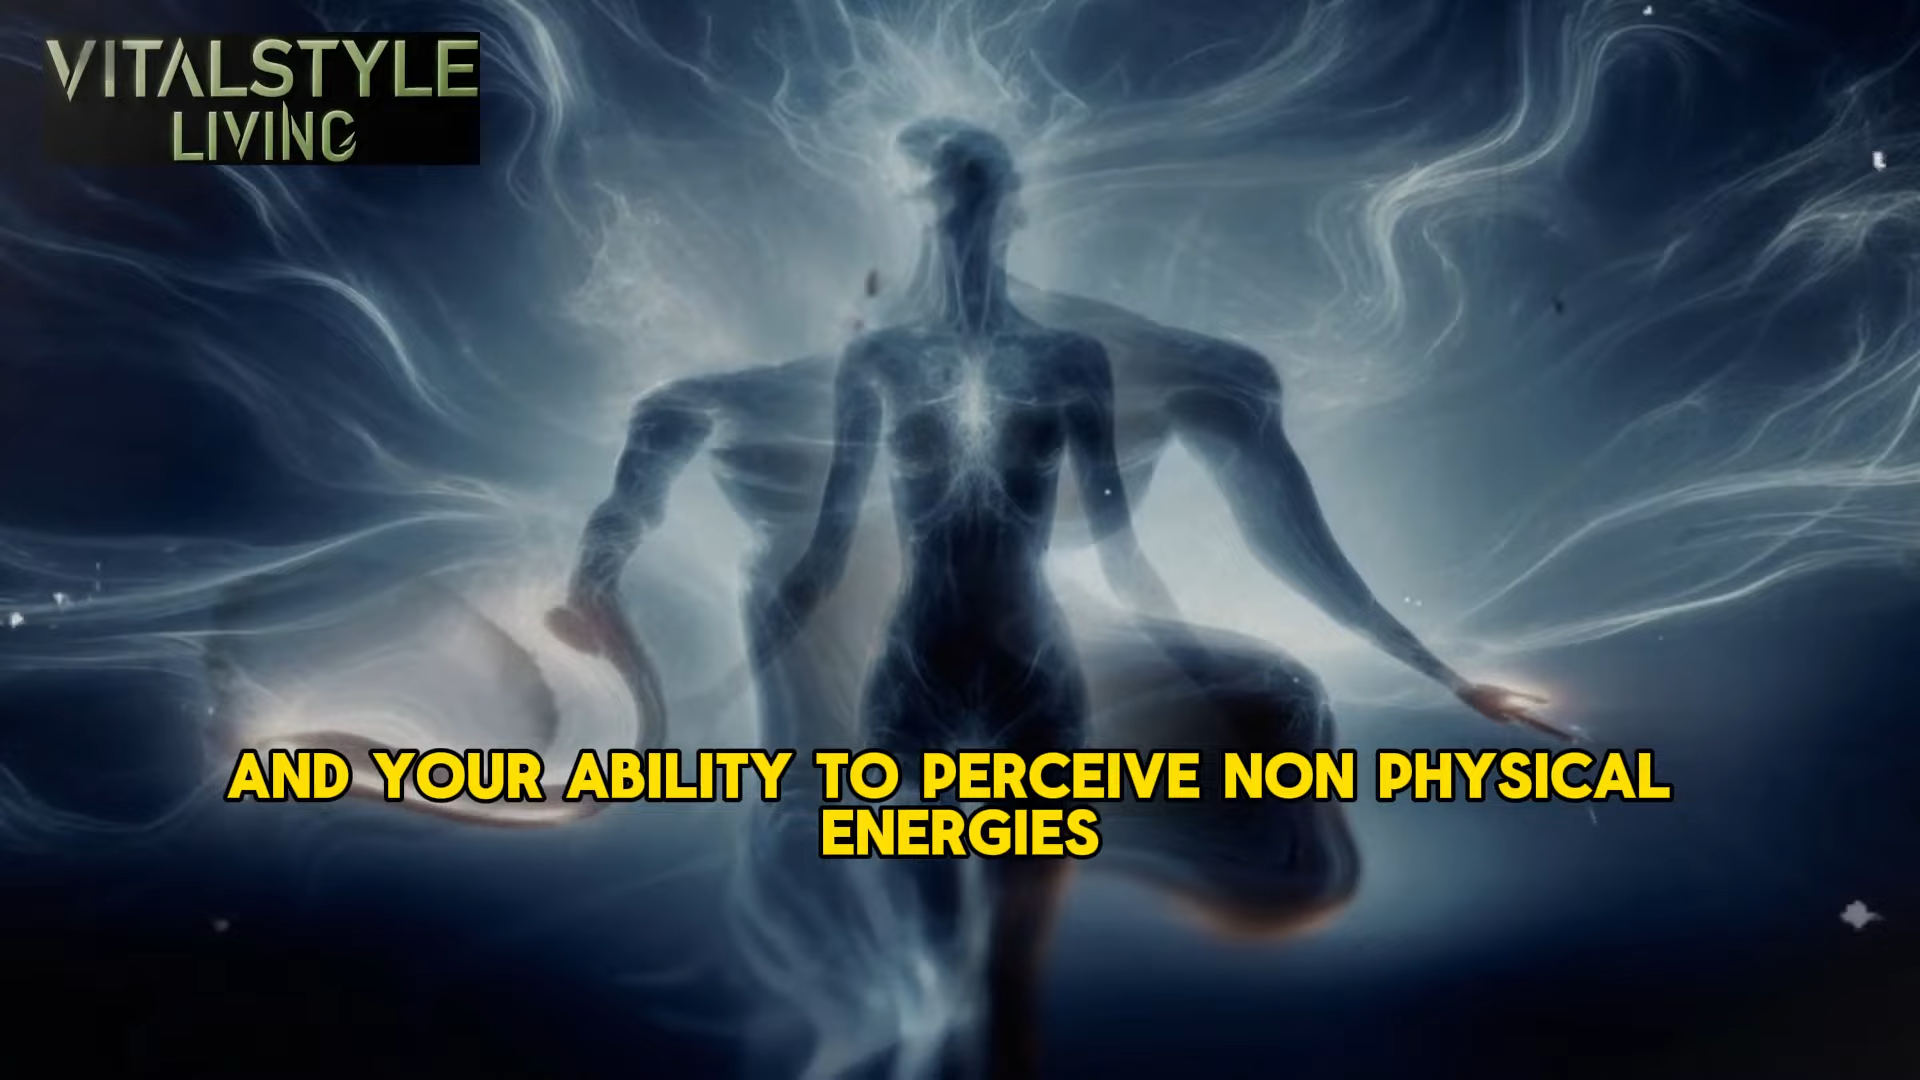 VITALSTYLE
LIVING
AND YOUR ABILITY TO PERCEIVE NON PHYSICAL
ENERGIES